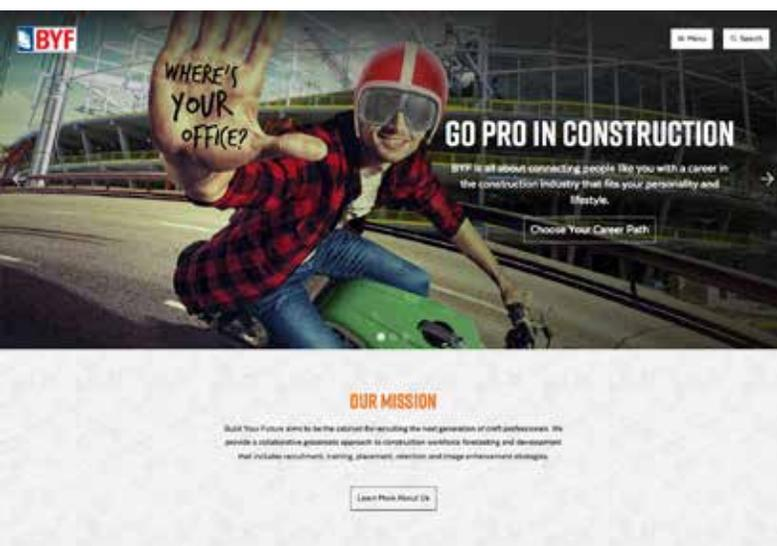 BYF
Menu
Search
WHERE'S
YOUR
OFFICE?
GO PRO IN CONSTRUCTION
BYF is all about connecting people like you with a career in
the construction industry that fits your personality and
lifestyle.
Choose Your Career Path
OUR MISSION
Build Your Future aims to be the catalyst for recruiting the next generation of craft professionals. We
provide a collaborative grassroots approach to construction workforce forecasting and development
that includes recruitment, training, placement, retention and image enhancement strategies.
Learn More About Us